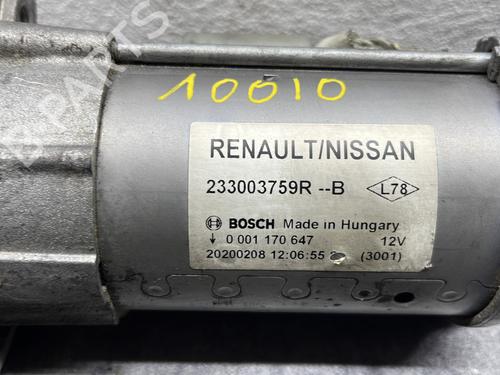 10010
RENAULT/NISSAN
233003759R --B L78
BOSCH Made in Hungary
0 001 170 647 12V
20200208 12:06:55 (3001)
B PARTS